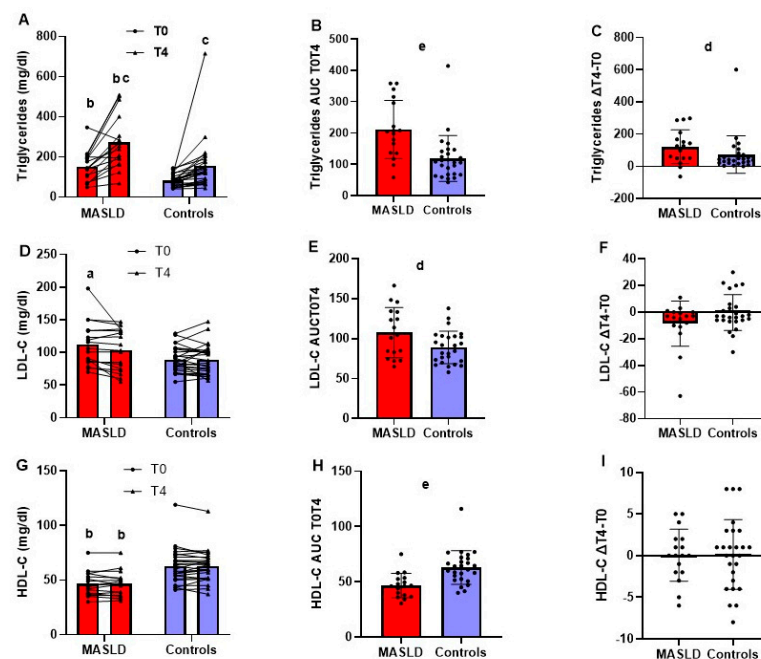 A
T0
T4
Triglycerides (mg/dl)
800
600
400
200
0
b
b c
c
MASLD Controls
B
Triglycerides AUC T0T4
500
400
300
200
100
0
e
MASLD Controls
C
Triglycerides ΔT4-T0
800
600
400
200
0
200
d
MASLD Controls
D
T0
T4
LDL-C (mg/dl)
250
200
150
100
50
0
a
MASLD Controls
E
LDL-C AUCT0T4
200
150
100
50
0
d
MASLD Controls
F
LDL-C ΔT4-T0
40
20
0
-20
-40
-60
-80
MASLD Controls
G
T0
T4
HDL-C (mg/dl)
150
100
50
0
b
b
MASLD Controls
H
HDL-C AUC T0T4
150
100
50
0
e
MASLD Controls
I
HDL-C ΔT4-T0
10
5
0
-5
-10
MASLD Controls